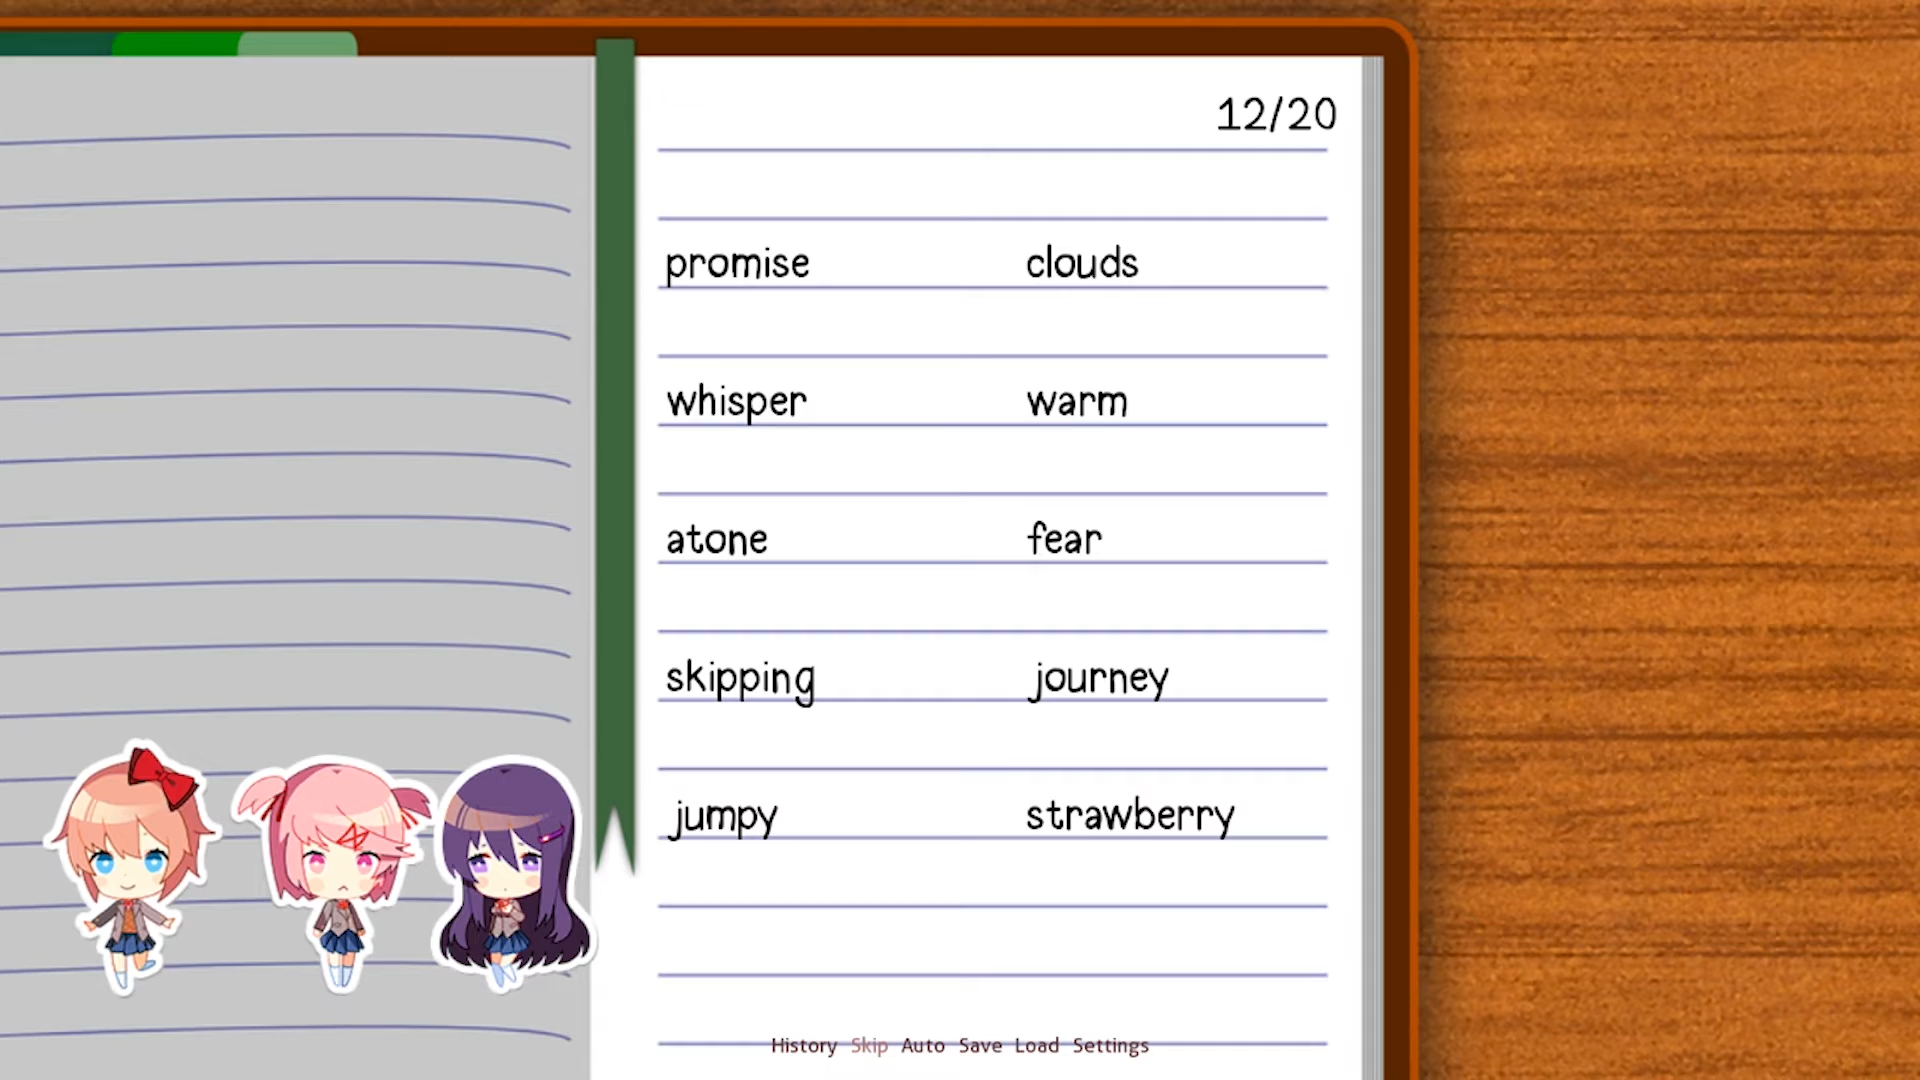 12/20
promise clouds
whisper warm
atone fear
skipping journey
jumpy strawberry
History Skip Auto Save Load Settings